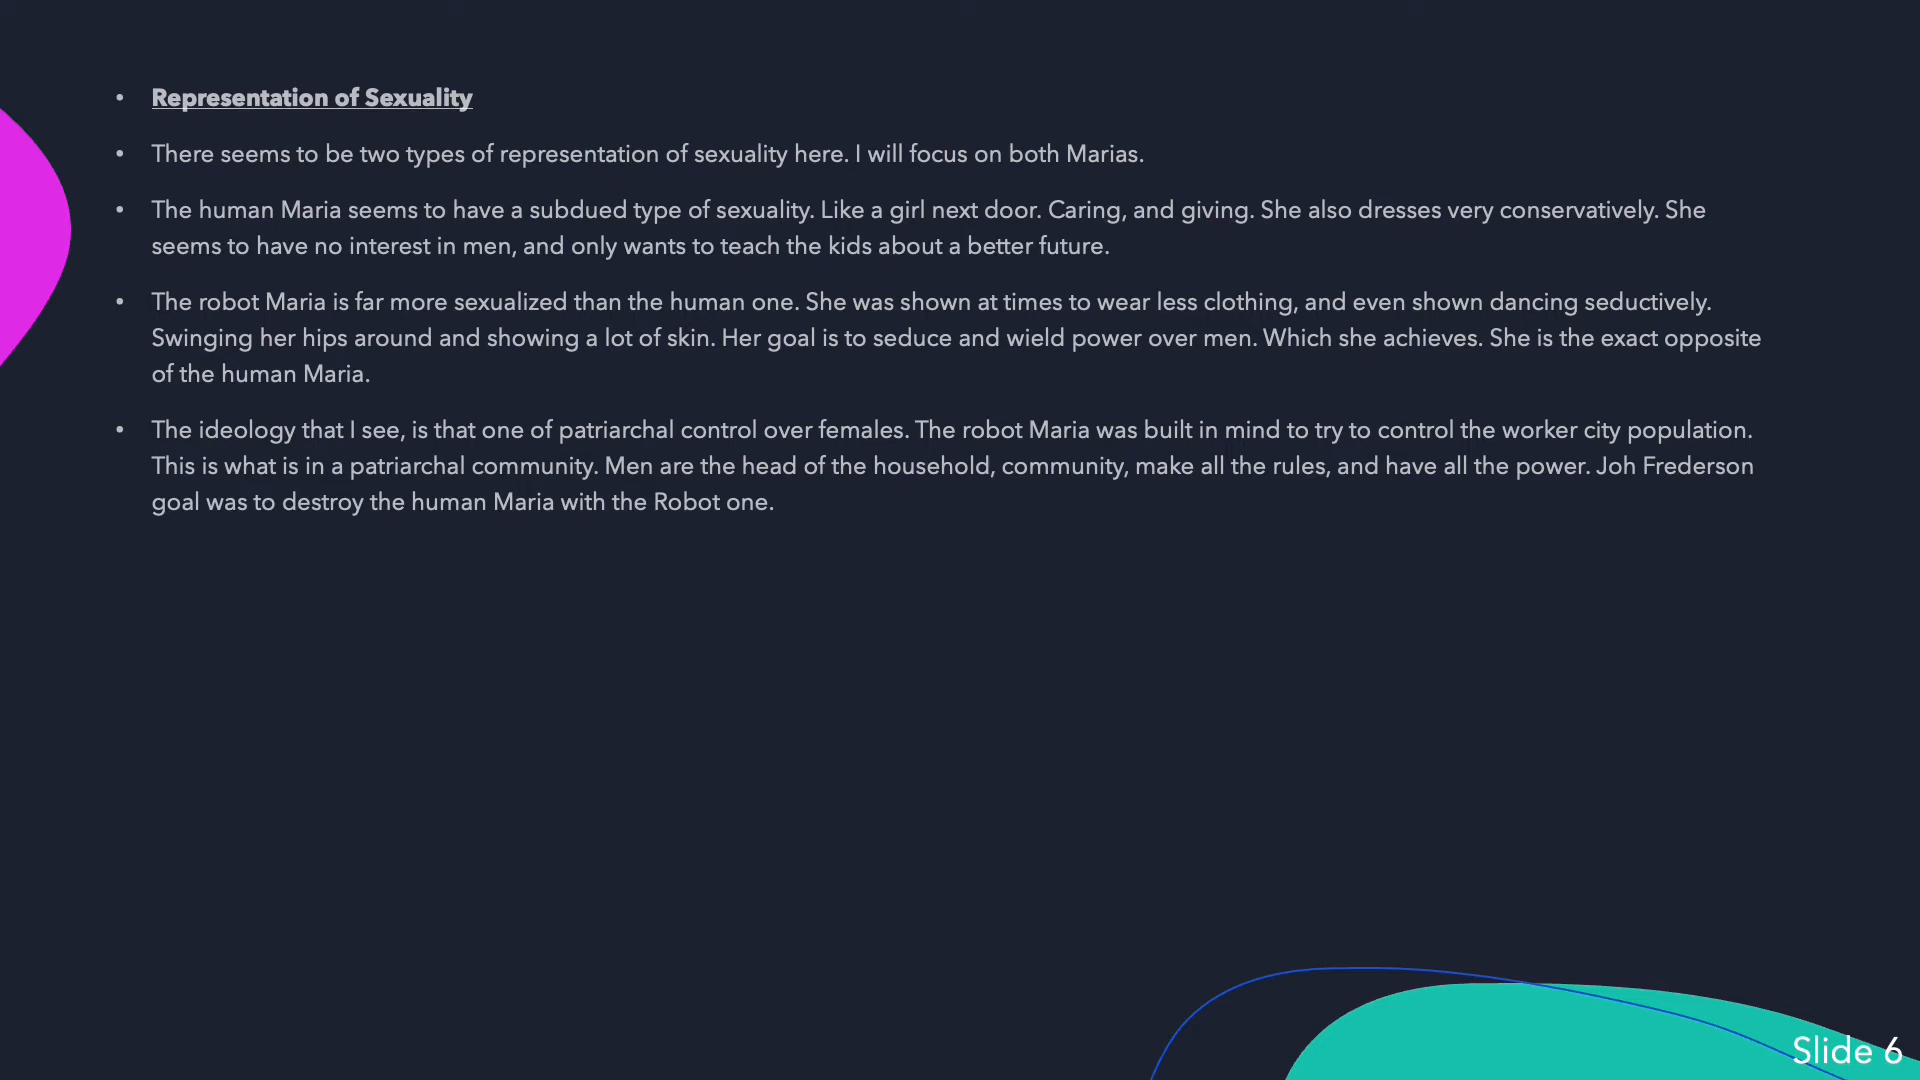 • Representation of Sexuality
• There seems to be two types of representation of sexuality here. I will focus on both Marias.
• The human Maria seems to have a subdued type of sexuality. Like a girl next door. Caring, and giving. She also dresses very conservatively. She
seems to have no interest in men, and only wants to teach the kids about a better future.
• The robot Maria is far more sexualized than the human one. She was shown at times to wear less clothing, and even shown dancing seductively.
Swinging her hips around and showing a lot of skin. Her goal is to seduce and wield power over men. Which she achieves. She is the exact opposite
of the human Maria.
• The ideology that I see, is that one of patriarchal control over females. The robot Maria was built in mind to try to control the worker city population.
This is what is in a patriarchal community. Men are the head of the household, community, make all the rules, and have all the power. Joh Frederson
goal was to destroy the human Maria with the Robot one.
Slide 6